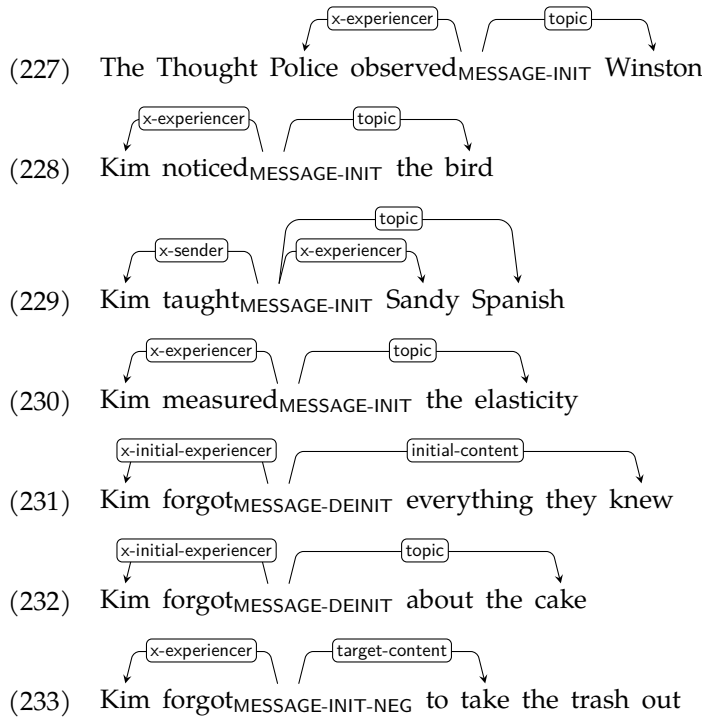 x-experiencer topic
(227) The Thought Police observedMESSAGE-INIT Winston
x-experiencer topic
(228) Kim noticedMESSAGE-INIT the bird
topic
x-sender x-experiencer
(229) Kim taughtMESSAGE-INIT Sandy Spanish
x-experiencer topic
(230) Kim measuredMESSAGE-INIT the elasticity
x-initial-experiencer initial-content
(231) Kim forgotMESSAGE-DEINIT everything they knew
x-initial-experiencer topic
(232) Kim forgotMESSAGE-DEINIT about the cake
x-experiencer target-content
(233) Kim forgotMESSAGE-INIT-NEG to take the trash out